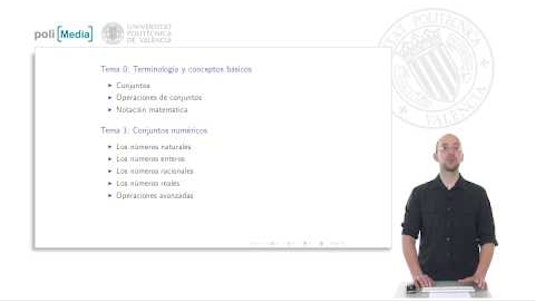 poli[Media]
UNIVERSITAT
POLITÈCNICA
DE VALÈNCIA
Tema 0: Terminología y conceptos básicos
Conjuntos
Operaciones de conjuntos
Notación matemática
Tema 1: Conjuntos numéricos
Los números naturales
Los números enteros
Los números racionales
Los números reales
Operaciones avanzadas